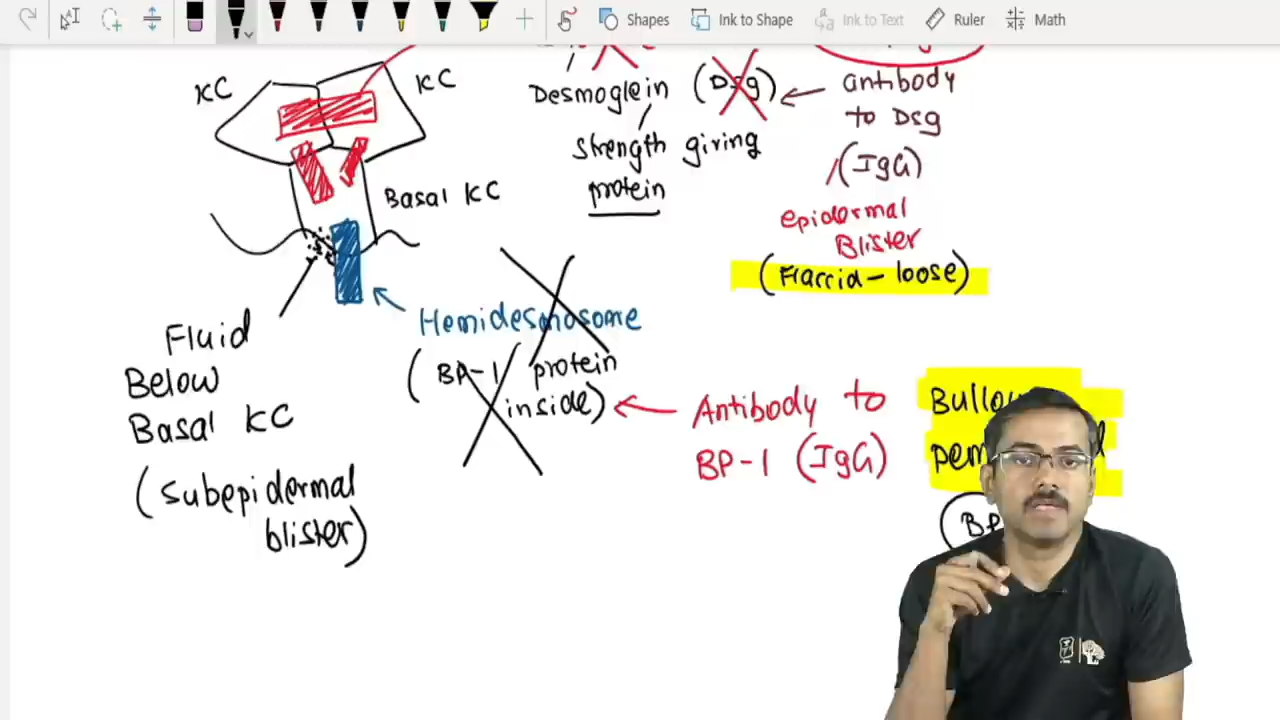 Shapes
Ink to Shape
Ink to Text
Ruler
Math
KC
KC
Basal KC
Desmoglein (Dsg)
strength giving
protein
antibody
to Dsg
(IgG)
epidermal
Blister
(Flaccid - loose)
Hemidesmosome
(BP-1 protein
inside)
Antibody to
BP-1 (IgG)
Fluid
Below
Basal KC
(Subepidermal
blister)